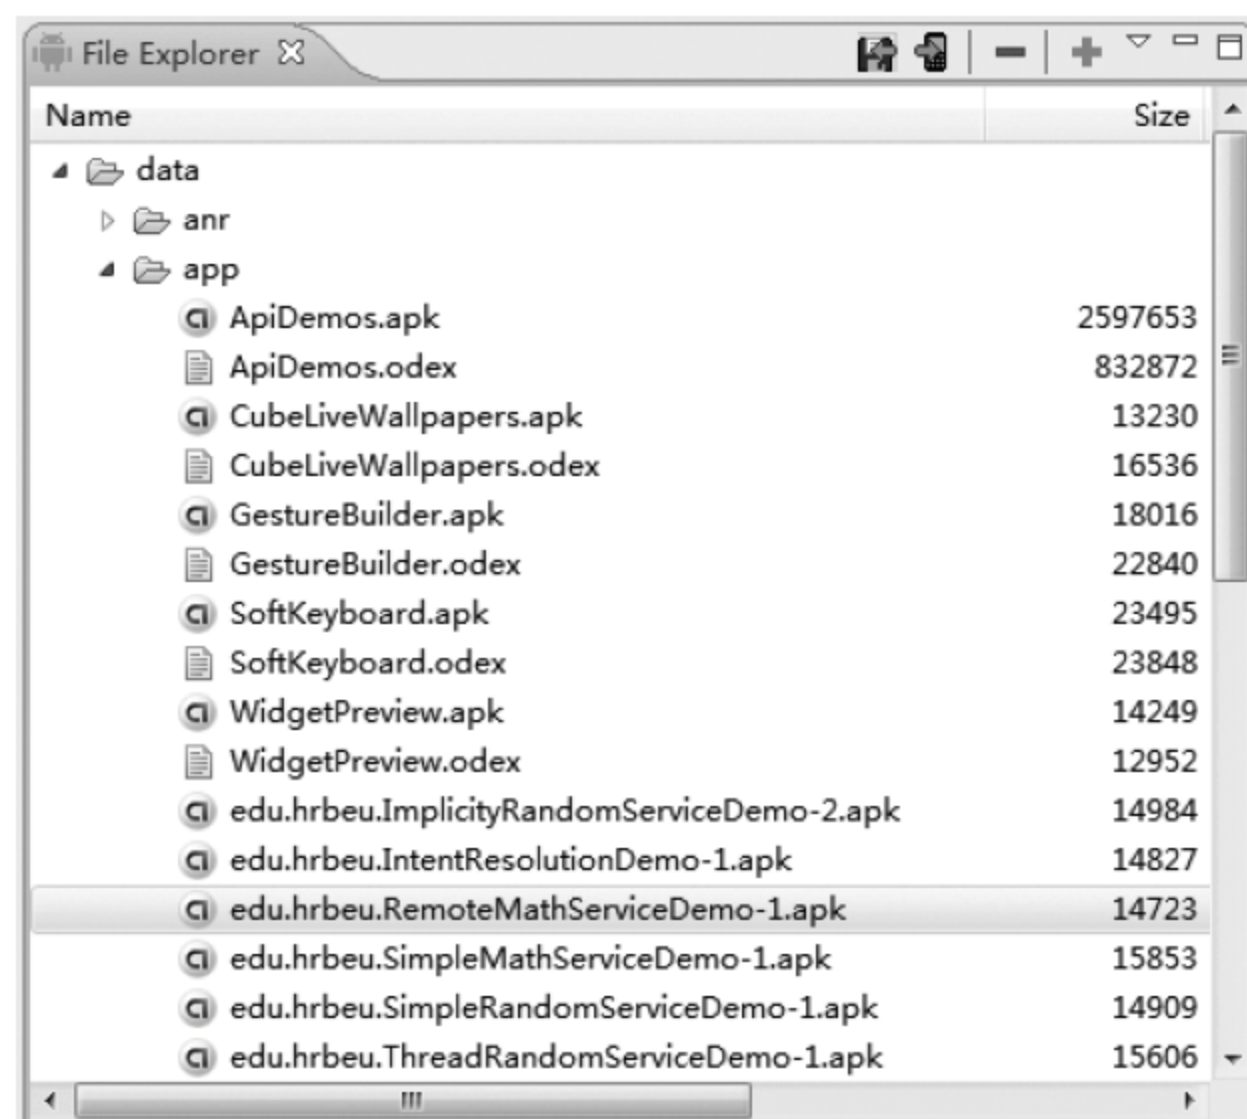 File Explorer
Name Size
data
anr
app
ApiDemos.apk 2597653
ApiDemos.odex 832872
CubeLiveWallpapers.apk 13230
CubeLiveWallpapers.odex 16536
GestureBuilder.apk 18016
GestureBuilder.odex 22840
SoftKeyboard.apk 23495
SoftKeyboard.odex 23848
WidgetPreview.apk 14249
WidgetPreview.odex 12952
edu.hrbeu.ImplicityRandomServiceDemo-2.apk 14984
edu.hrbeu.IntentResolutionDemo-1.apk 14827
edu.hrbeu.RemoteMathServiceDemo-1.apk 14723
edu.hrbeu.SimpleMathServiceDemo-1.apk 15853
edu.hrbeu.SimpleRandomServiceDemo-1.apk 14909
edu.hrbeu.ThreadRandomServiceDemo-1.apk 15606